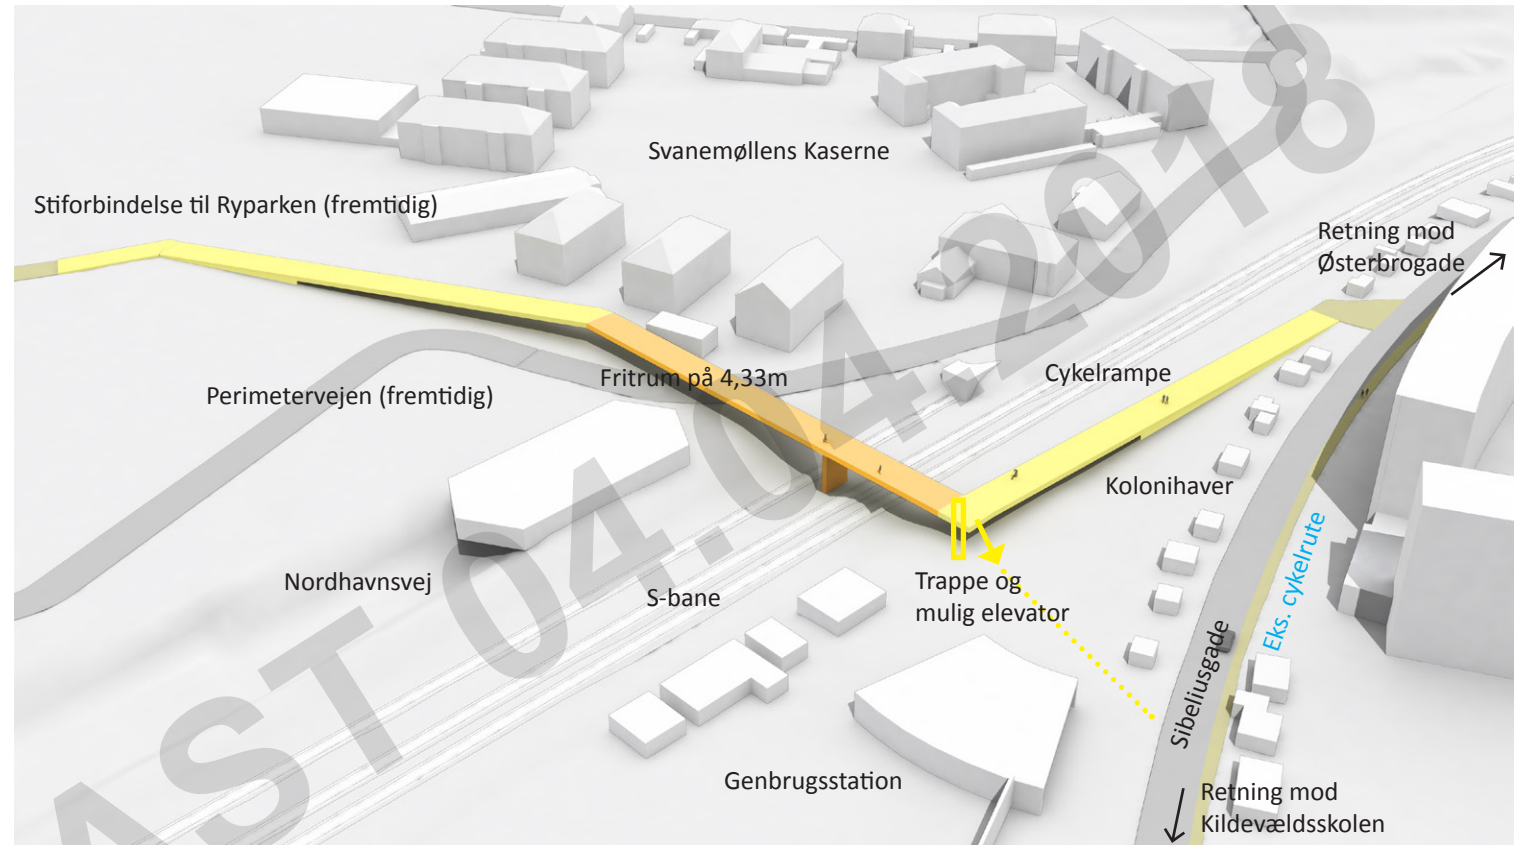 Svanemøllens Kaserne
Stiforbindelse til Ryparken (fremtidig)
Retning mod
Østerbrogade
Fritrum på 4,33m
Cykelrampe
Perimetervejen (fremtidig)
Kolonihaver
Nordhavnsvej
S-bane
Trappe og
mulig elevator
Eks. cykelrute
Sibeliusgade
Genbrugsstation
Retning mod
Kildevældsskolen
AST 04.04.2018